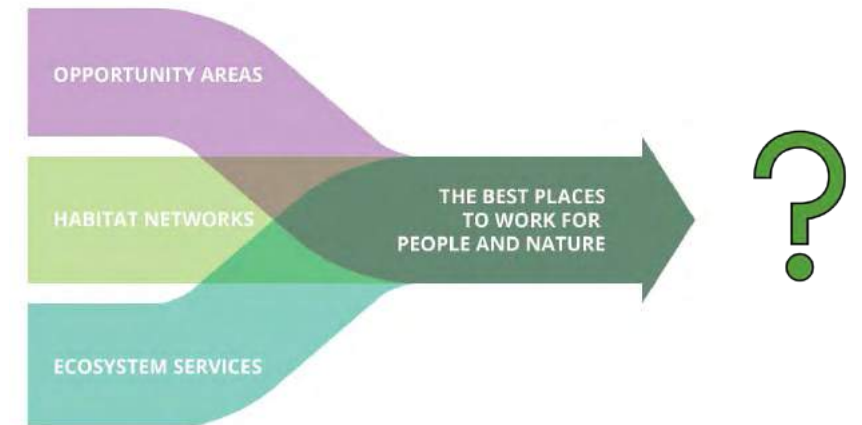 OPPORTUNITY AREAS
HABITAT NETWORKS
THE BEST PLACES
TO WORK FOR
PEOPLE AND NATURE
ECOSYSTEM SERVICES
?